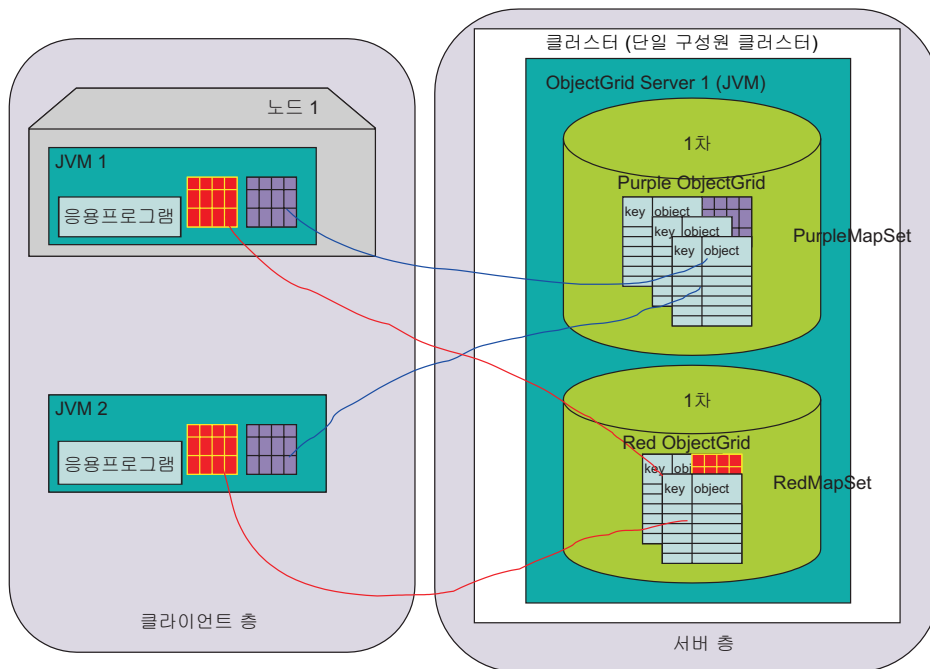 노드 1
JVM 1
응용프로그램
JVM 2
응용프로그램
클라이언트 층
클러스터 (단일 구성원 클러스터)
ObjectGrid Server 1 (JVM)
1차
Purple ObjectGrid
key object
key object
key object
PurpleMapSet
1차
Red ObjectGrid
key obj
key object
RedMapSet
서버 층